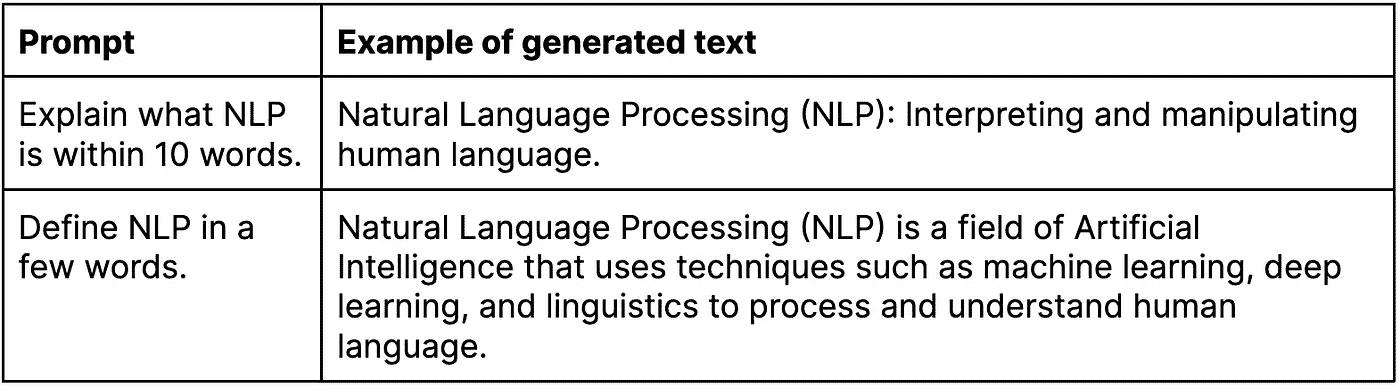 Prompt
Example of generated text
Explain what NLP
is within 10 words.
Natural Language Processing (NLP): Interpreting and manipulating
human language.
Define NLP in a
few words.
Natural Language Processing (NLP) is a field of Artificial
Intelligence that uses techniques such as machine learning, deep
learning, and linguistics to process and understand human
language.